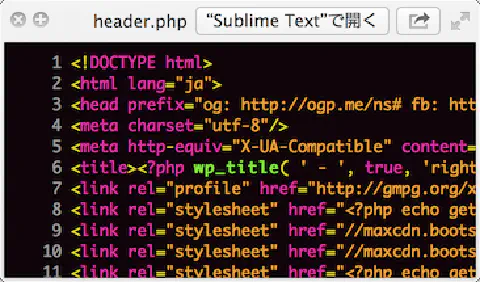 header.php "Sublime Text"で開く
1 <!DOCTYPE html>
2 <html lang="ja">
3 <head prefix="og: http://ogp.me/ns# fb: htt
4 <meta charset="utf-8"/>
5 <meta http-equiv="X-UA-Compatible" content=
6 <title><?php wp_title( ' - ', true, 'right
7 <link rel="profile" href="http://gmpg.org/x
8 <link rel="stylesheet" href="<?php echo get
9 <link rel="stylesheet" href="//maxcdn.boots
10 <link rel="stylesheet" href="//maxcdn.boots
11 <link rel="stylesheet" href="<?php echo get